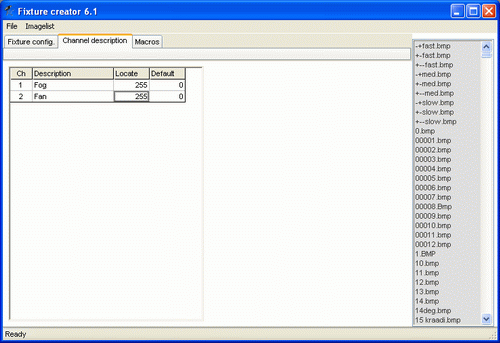 Fixture creator 6.1
File Imagelist
Fixture config. Channel description Macros
Ch Description Locate Default
1 Fog 255 0
2 Fan 255 0
-+fast.bmp
+-fast.bmp
+--fast.bmp
-+med.bmp
+-med.bmp
+--med.bmp
-+slow.bmp
+-slow.bmp
+--slow.bmp
0.bmp
00001.bmp
00002.bmp
00003.bmp
00004.bmp
00005.bmp
00006.bmp
00007.bmp
00008.Bmp
00009.bmp
00010.bmp
00011.bmp
00012.bmp
1.BMP
10.bmp
11.bmp
12.bmp
13.bmp
14.bmp
14deg.bmp
15 kraadi.bmp
Ready